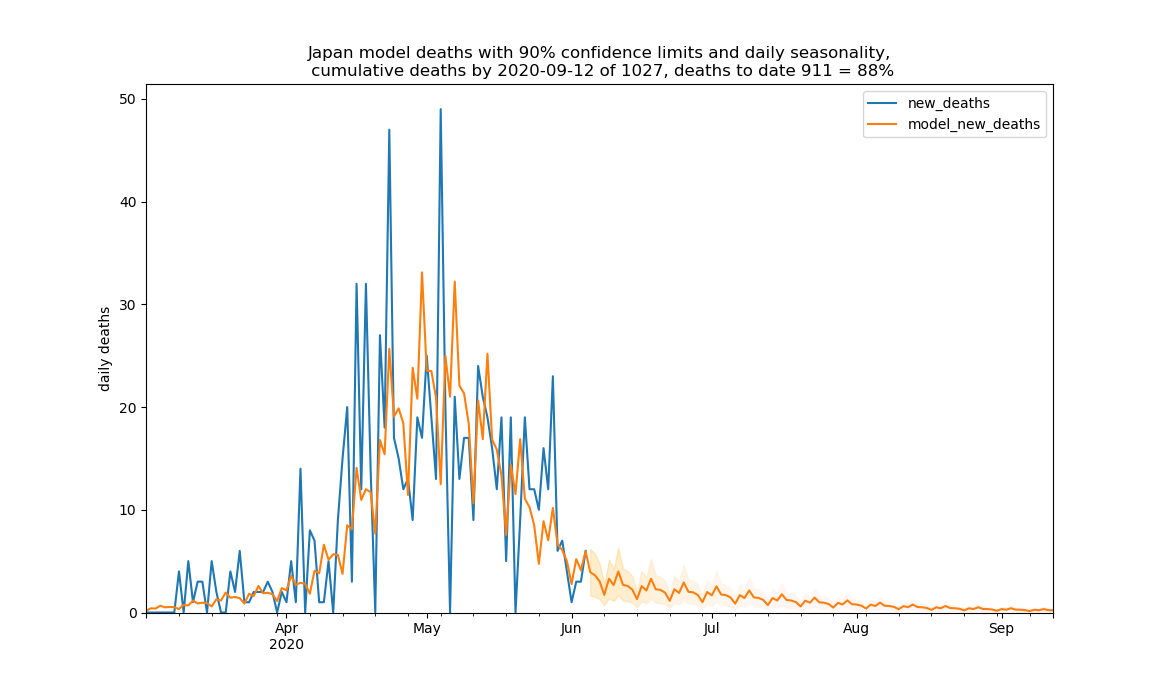 Japan model deaths with 90% confidence limits and daily seasonality,
cumulative deaths by 2020-09-12 of 1027, deaths to date 911 = 88%
new_deaths
model_new_deaths
daily deaths
50
40
30
20
10
0
Apr
2020
May
Jun
Jul
Aug
Sep